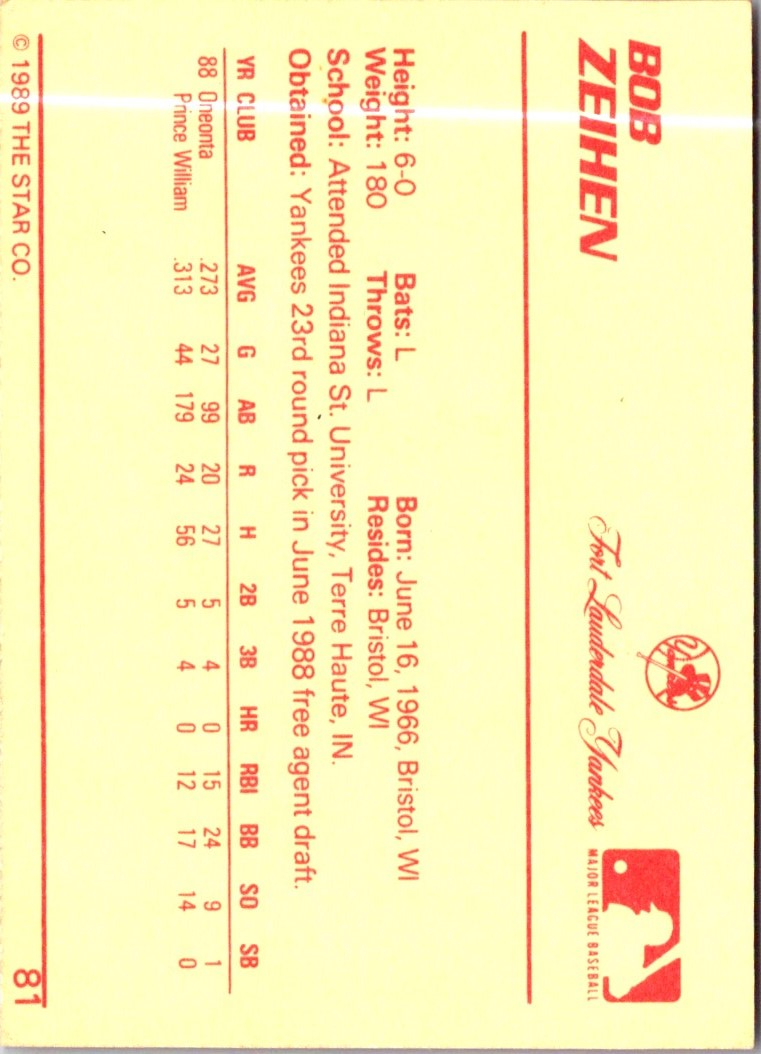 BOB
ZEIHEN
Fort Lauderdale Yankees
MAJOR LEAGUE BASEBALL
Height: 6-0 Bats: L Born: June 16, 1966, Bristol, WI
Weight: 180 Throws: L Resides: Bristol, WI
School: Attended Indiana St. University, Terre Haute, IN.
Obtained: Yankees 23rd round pick in June 1988 free agent draft.
YR CLUB AVG G AB R H 2B 3B HR RBI BB SO SB
88 Oneonta .273 27 99 20 27 5 4 0 15 24 9 1
Prince William .313 44 179 24 56 5 4 0 12 17 14 0
© 1989 THE STAR CO. 81